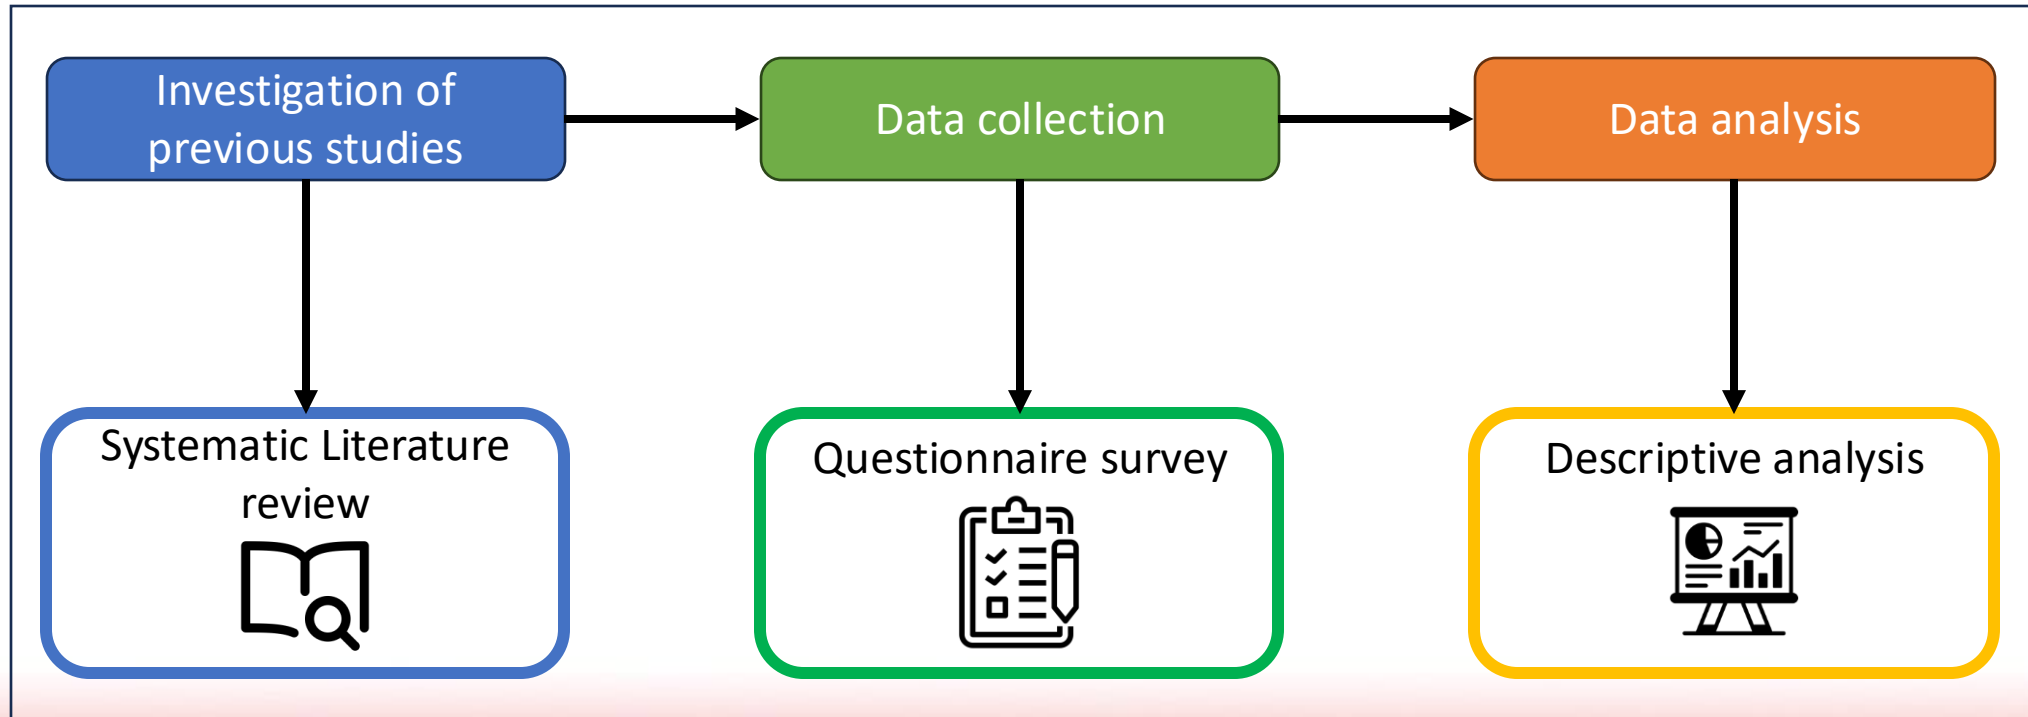 Investigation of
previous studies
Data collection
Data analysis
Systematic Literature
review
Questionnaire survey
Descriptive analysis